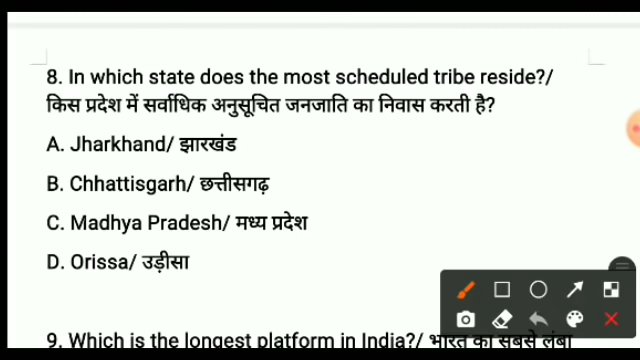 8. In which state does the most scheduled tribe reside?/
किस प्रदेश में सर्वाधिक अनुसूचित जनजाति का निवास करती है?
A. Jharkhand/ झारखंड
B. Chhattisgarh/ छत्तीसगढ़
C. Madhya Pradesh/ मध्य प्रदेश
D. Orissa/ उड़ीसा
9. Which is the longest platform in India?/ भारत का सबसे लंबा